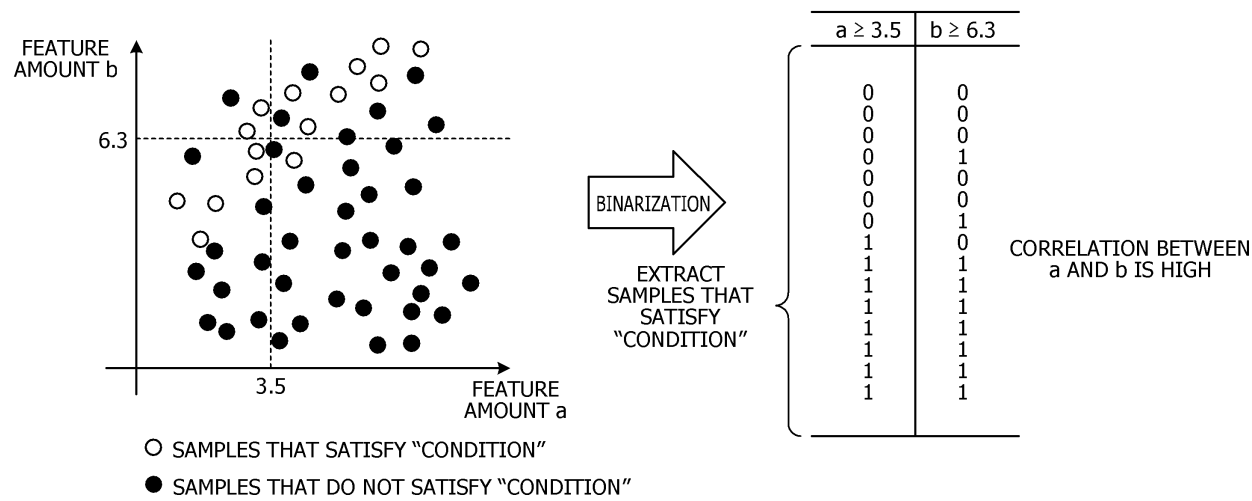 FEATURE
AMOUNT b
6.3
3.5
FEATURE
AMOUNT a
SAMPLES THAT SATISFY “CONDITION”
SAMPLES THAT DO NOT SATISFY “CONDITION”
BINARIZATION
EXTRACT
SAMPLES THAT
SATISFY
“CONDITION”
a ≥ 3.5 b ≥ 6.3
0 0
0 0
0 0
0 1
0 0
0 0
0 1
1 0
1 1
1 1
1 1
1 1
1 1
1 1
1 1
CORRELATION BETWEEN
a AND b IS HIGH